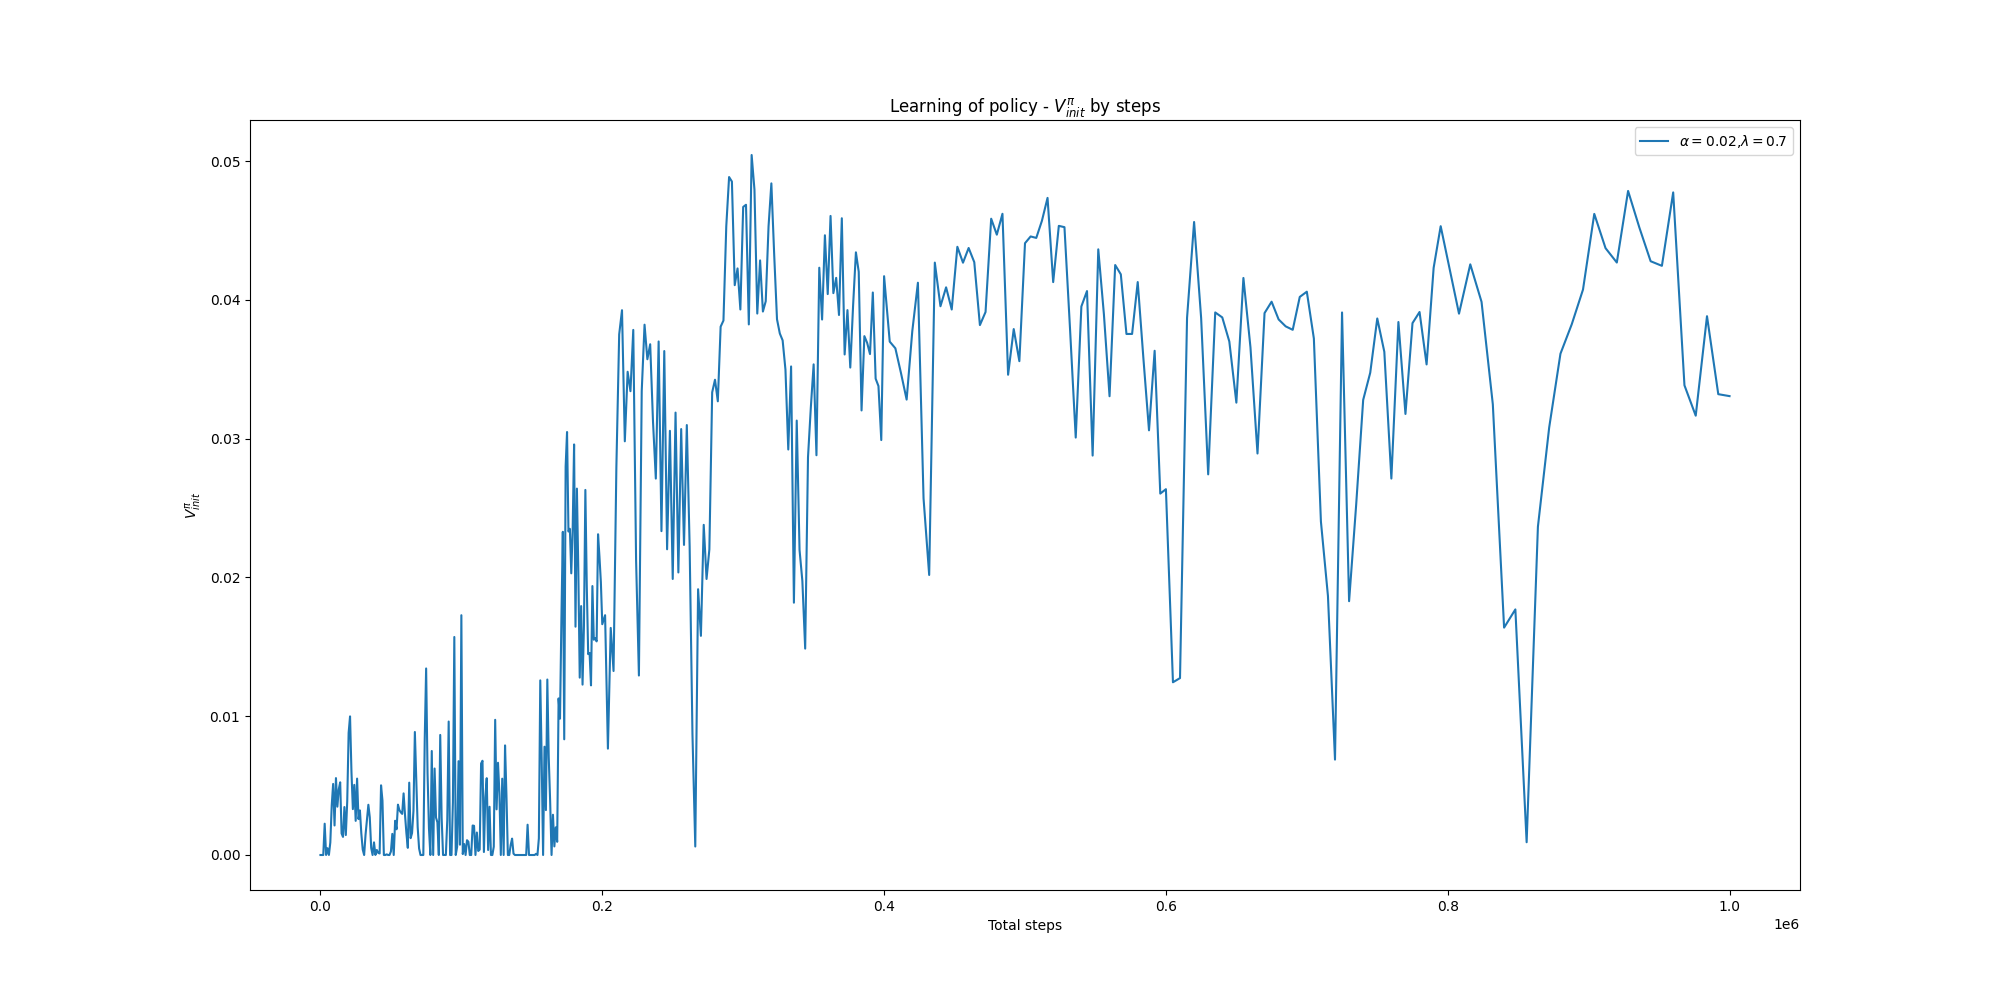 Learning of policy - $V_{init}^{\pi}$ by steps
α = 0.02,λ = 0.7
0.05
0.04
0.03
$V_{init}^{\pi}$
0.02
0.01
0.00
0.0 0.2 0.4 0.6 0.8 1.0
Total steps
1e6